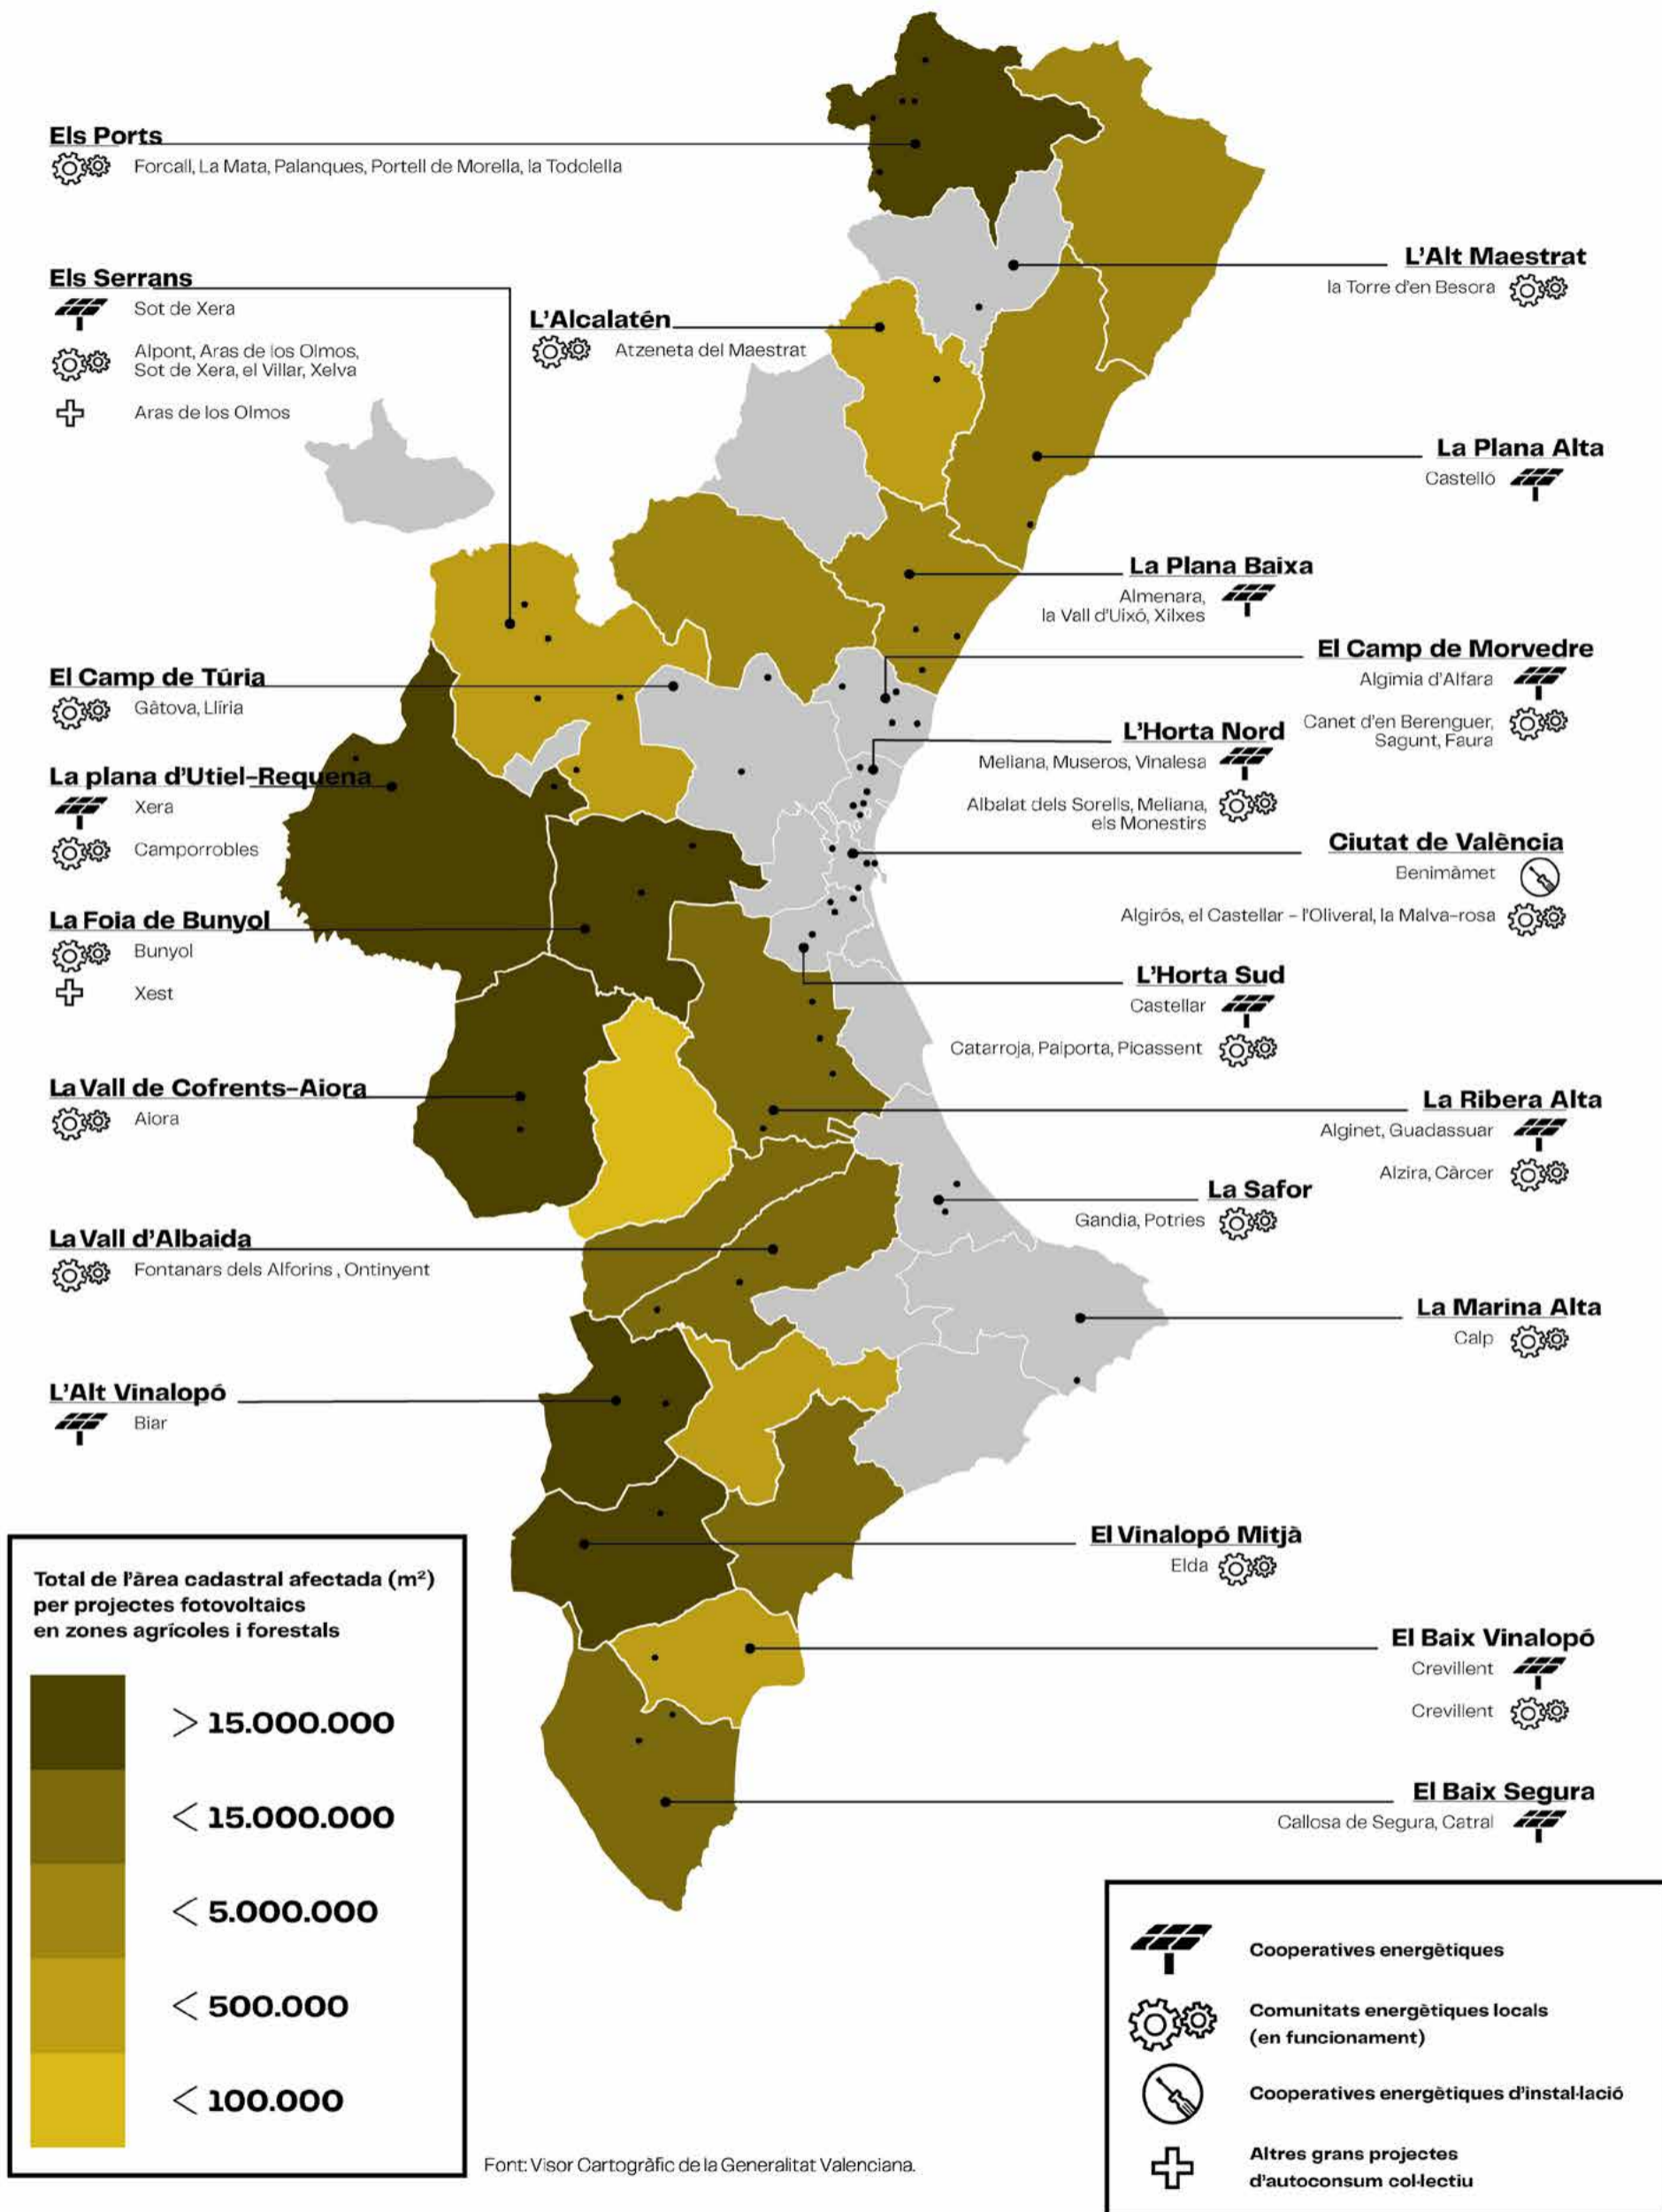 Els Ports
Forcall, La Mata, Palanques, Portell de Morella, la Todolella
Els Serrans
Sot de Xera
Alpont, Aras de los Olmos,
Sot de Xera, el Villar, Xelva
Aras de los Olmos
L'Alcalatén
Atzeneta del Maestrat
L'Alt Maestrat
la Torre d'en Besora
La Plana Alta
Castelló
La Plana Baixa
Almenara,
la Vall d'Uixó, Xilxes
El Camp de Morvedre
Algímia d'Alfara
Canet d'en Berenguer,
Sagunt, Faura
El Camp de Túria
Gàtova, Llíria
L'Horta Nord
Meliana, Museros, Vinalesa
Albalat dels Sorells, Meliana,
els Monestirs
La plana d'Utiel-Requena
Xera
Camporrobles
Ciutat de València
Benimàmet
Algirós, el Castellar – l'Oliveral, la Malva-rosa
La Foia de Bunyol
Bunyol
Xest
L'Horta Sud
Castellar
Catarroja, Paiporta, Picassent
La Vall de Cofrents-Aiora
Aiora
La Ribera Alta
Alginet, Guadassuar
Alzira, Càrcer
La Safor
Gandia, Potries
La Vall d'Albaida
Fontanars dels Alforins , Ontinyent
La Marina Alta
Calp
L'Alt Vinalopó
Biar
El Vinalopó Mitjà
Elda
El Baix Vinalopó
Crevillent
Crevillent
El Baix Segura
Callosa de Segura, Catral
Total de l'àrea cadastral afectada (m²)
per projectes fotovoltaics
en zones agrícoles i forestals
> 15.000.000
< 15.000.000
< 5.000.000
< 500.000
< 100.000
Font: Visor Cartogràfic de la Generalitat Valenciana.
Cooperatives energètiques
Comunitats energètiques locals
(en funcionament)
Cooperatives energètiques d'instal·lació
Altres grans projectes
d'autoconsum col·lectiu